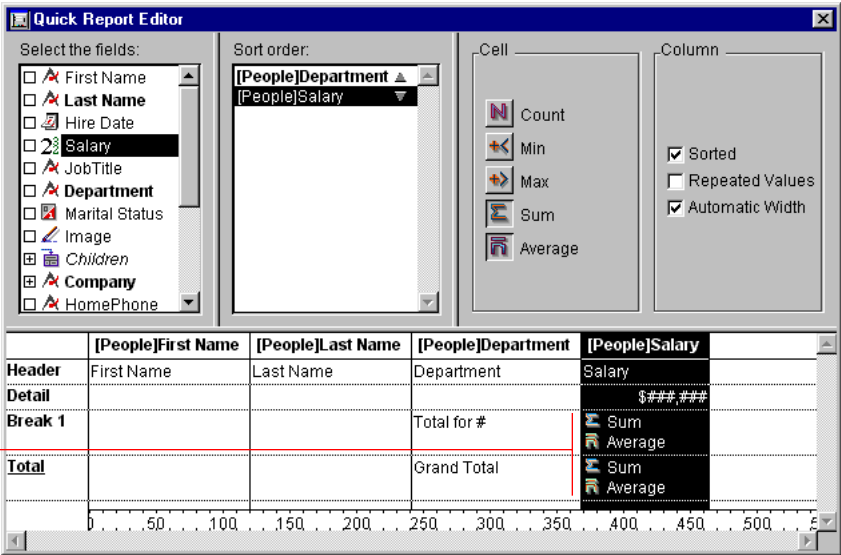 Quick Report Editor
Select the fields:
First Name
Last Name
Hire Date
Salary
JobTitle
Department
Marital Status
Image
Children
Company
HomePhone
Sort order:
[People]Department
[People]Salary
Cell
Count
Min
Max
Sum
Average
Column
Sorted
Repeated Values
Automatic Width
[People]First Name [People]Last Name [People]Department [People]Salary
Header First Name Last Name Department Salary
Detail $###,###
Break 1 Total for # Sum
Average
Total Grand Total Sum
Average
0 50 100 150 200 250 300 350 400 450 500